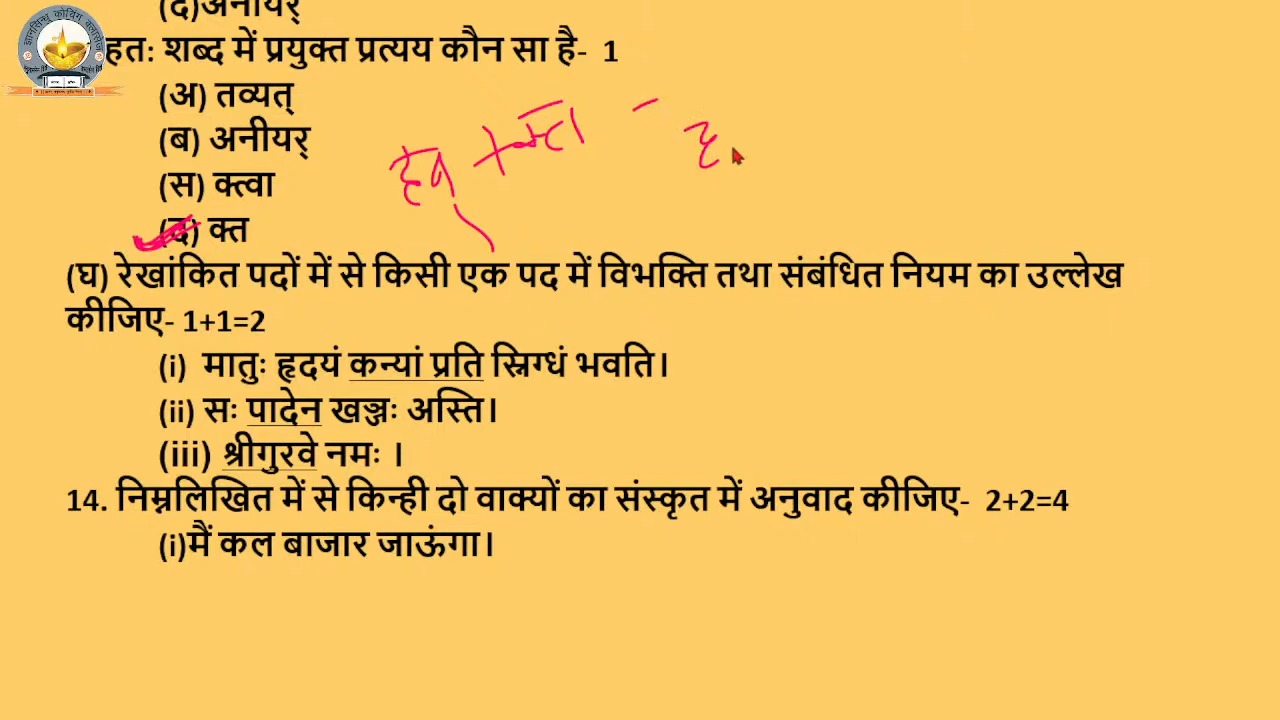 (द)अनीयर्
हत: शब्द में प्रयुक्त प्रत्यय कौन सा है- 1
(अ) तव्यत्
(ब) अनीयर्
(स) क्त्वा
(द) क्त
हन् + क्त - ह
(घ) रेखांकित पदों में से किसी एक पद में विभक्ति तथा संबंधित नियम का उल्लेख
कीजिए- 1+1=2
(i) मातुः हृदयं कन्यां प्रति स्निग्धं भवति।
(ii) सः पादेन खञ्जः अस्ति।
(iii) श्रीगुरवे नमः ।
14. निम्नलिखित में से किन्ही दो वाक्यों का संस्कृत में अनुवाद कीजिए- 2+2=4
(i)मैं कल बाजार जाऊंगा।